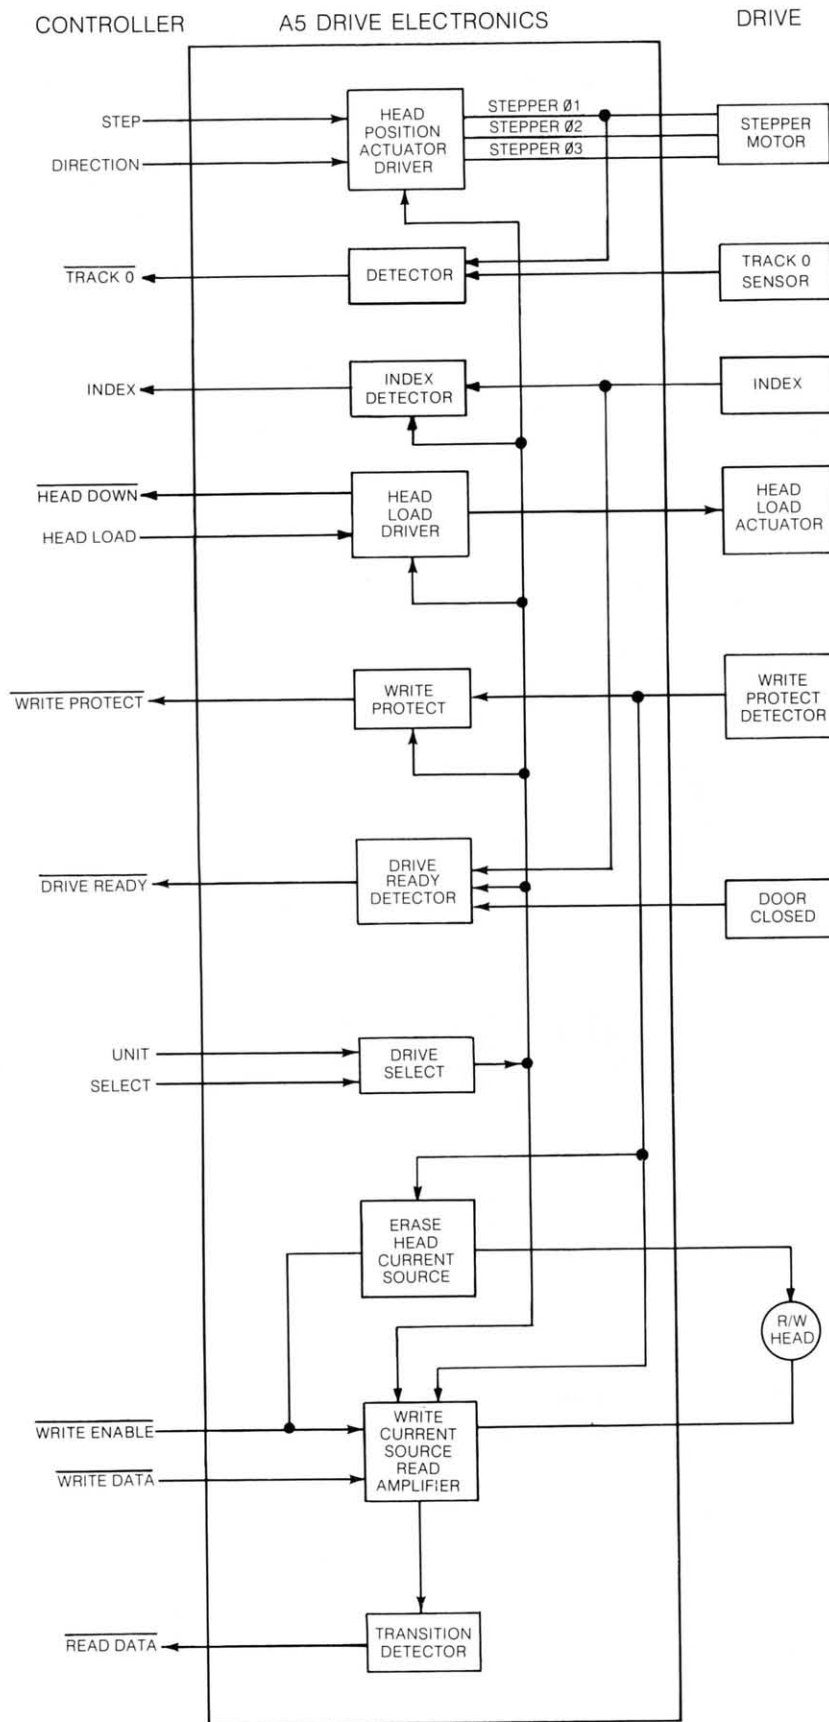 CONTROLLER
A5 DRIVE ELECTRONICS
DRIVE
STEP
DIRECTION
HEAD
POSITION
ACTUATOR
DRIVER
STEPPER Ø1
STEPPER Ø2
STEPPER Ø3
STEPPER
MOTOR
TRACK 0
DETECTOR
TRACK 0
SENSOR
INDEX
INDEX
DETECTOR
INDEX
HEAD DOWN
HEAD LOAD
HEAD
LOAD
DRIVER
HEAD
LOAD
ACTUATOR
WRITE PROTECT
WRITE
PROTECT
WRITE
PROTECT
DETECTOR
DRIVE READY
DRIVE
READY
DETECTOR
DOOR
CLOSED
UNIT
SELECT
DRIVE
SELECT
ERASE
HEAD
CURRENT
SOURCE
R/W
HEAD
WRITE ENABLE
WRITE DATA
WRITE
CURRENT
SOURCE
READ
AMPLIFIER
READ DATA
TRANSITION
DETECTOR